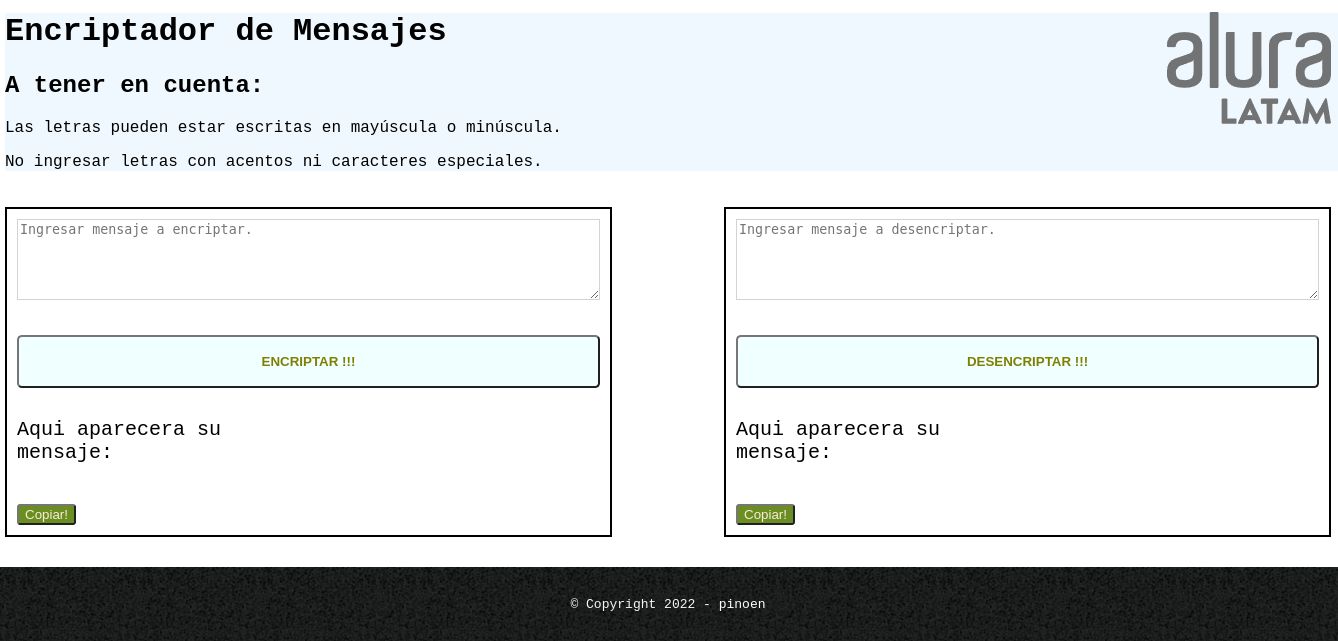 Encriptador de Mensajes
alura
LATAM
A tener en cuenta:
Las letras pueden estar escritas en mayúscula o minúscula.
No ingresar letras con acentos ni caracteres especiales.
Ingresar mensaje a encriptar.
ENCRIPTAR !!!
Aqui aparecera su
mensaje:
Copiar!
Ingresar mensaje a desencriptar.
DESENCRIPTAR !!!
Aqui aparecera su
mensaje:
Copiar!
© Copyright 2022 - pinoen